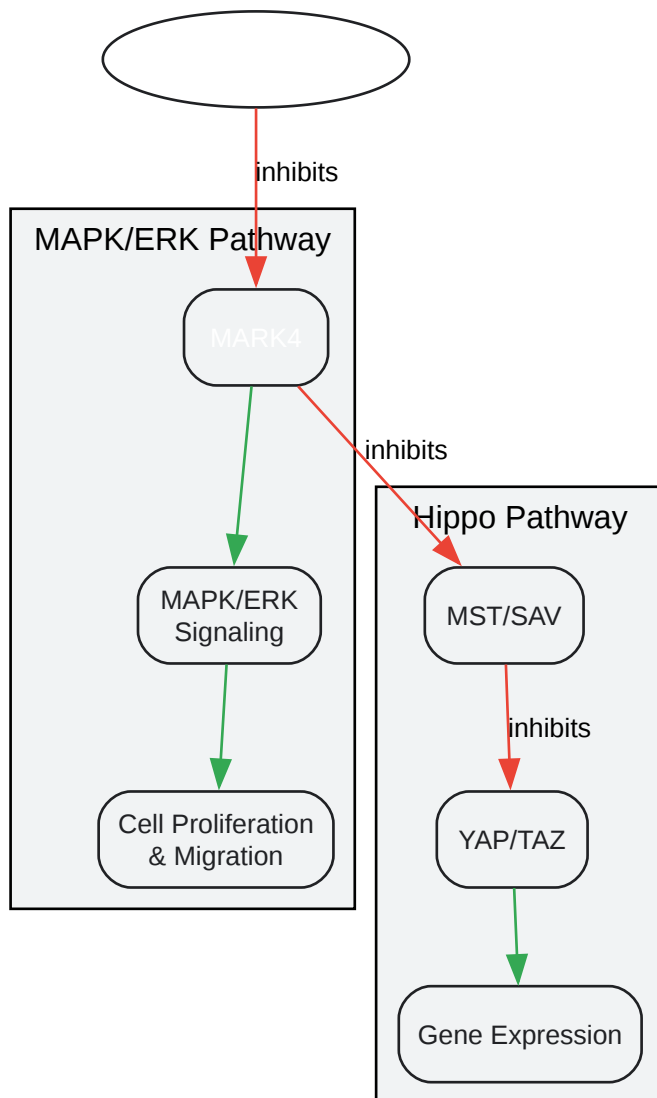 inhibits
MAPK/ERK Pathway
MARK4
inhibits
Hippo Pathway
MAPK/ERK
Signaling
MST/SAV
inhibits
Cell Proliferation
& Migration
YAP/TAZ
Gene Expression